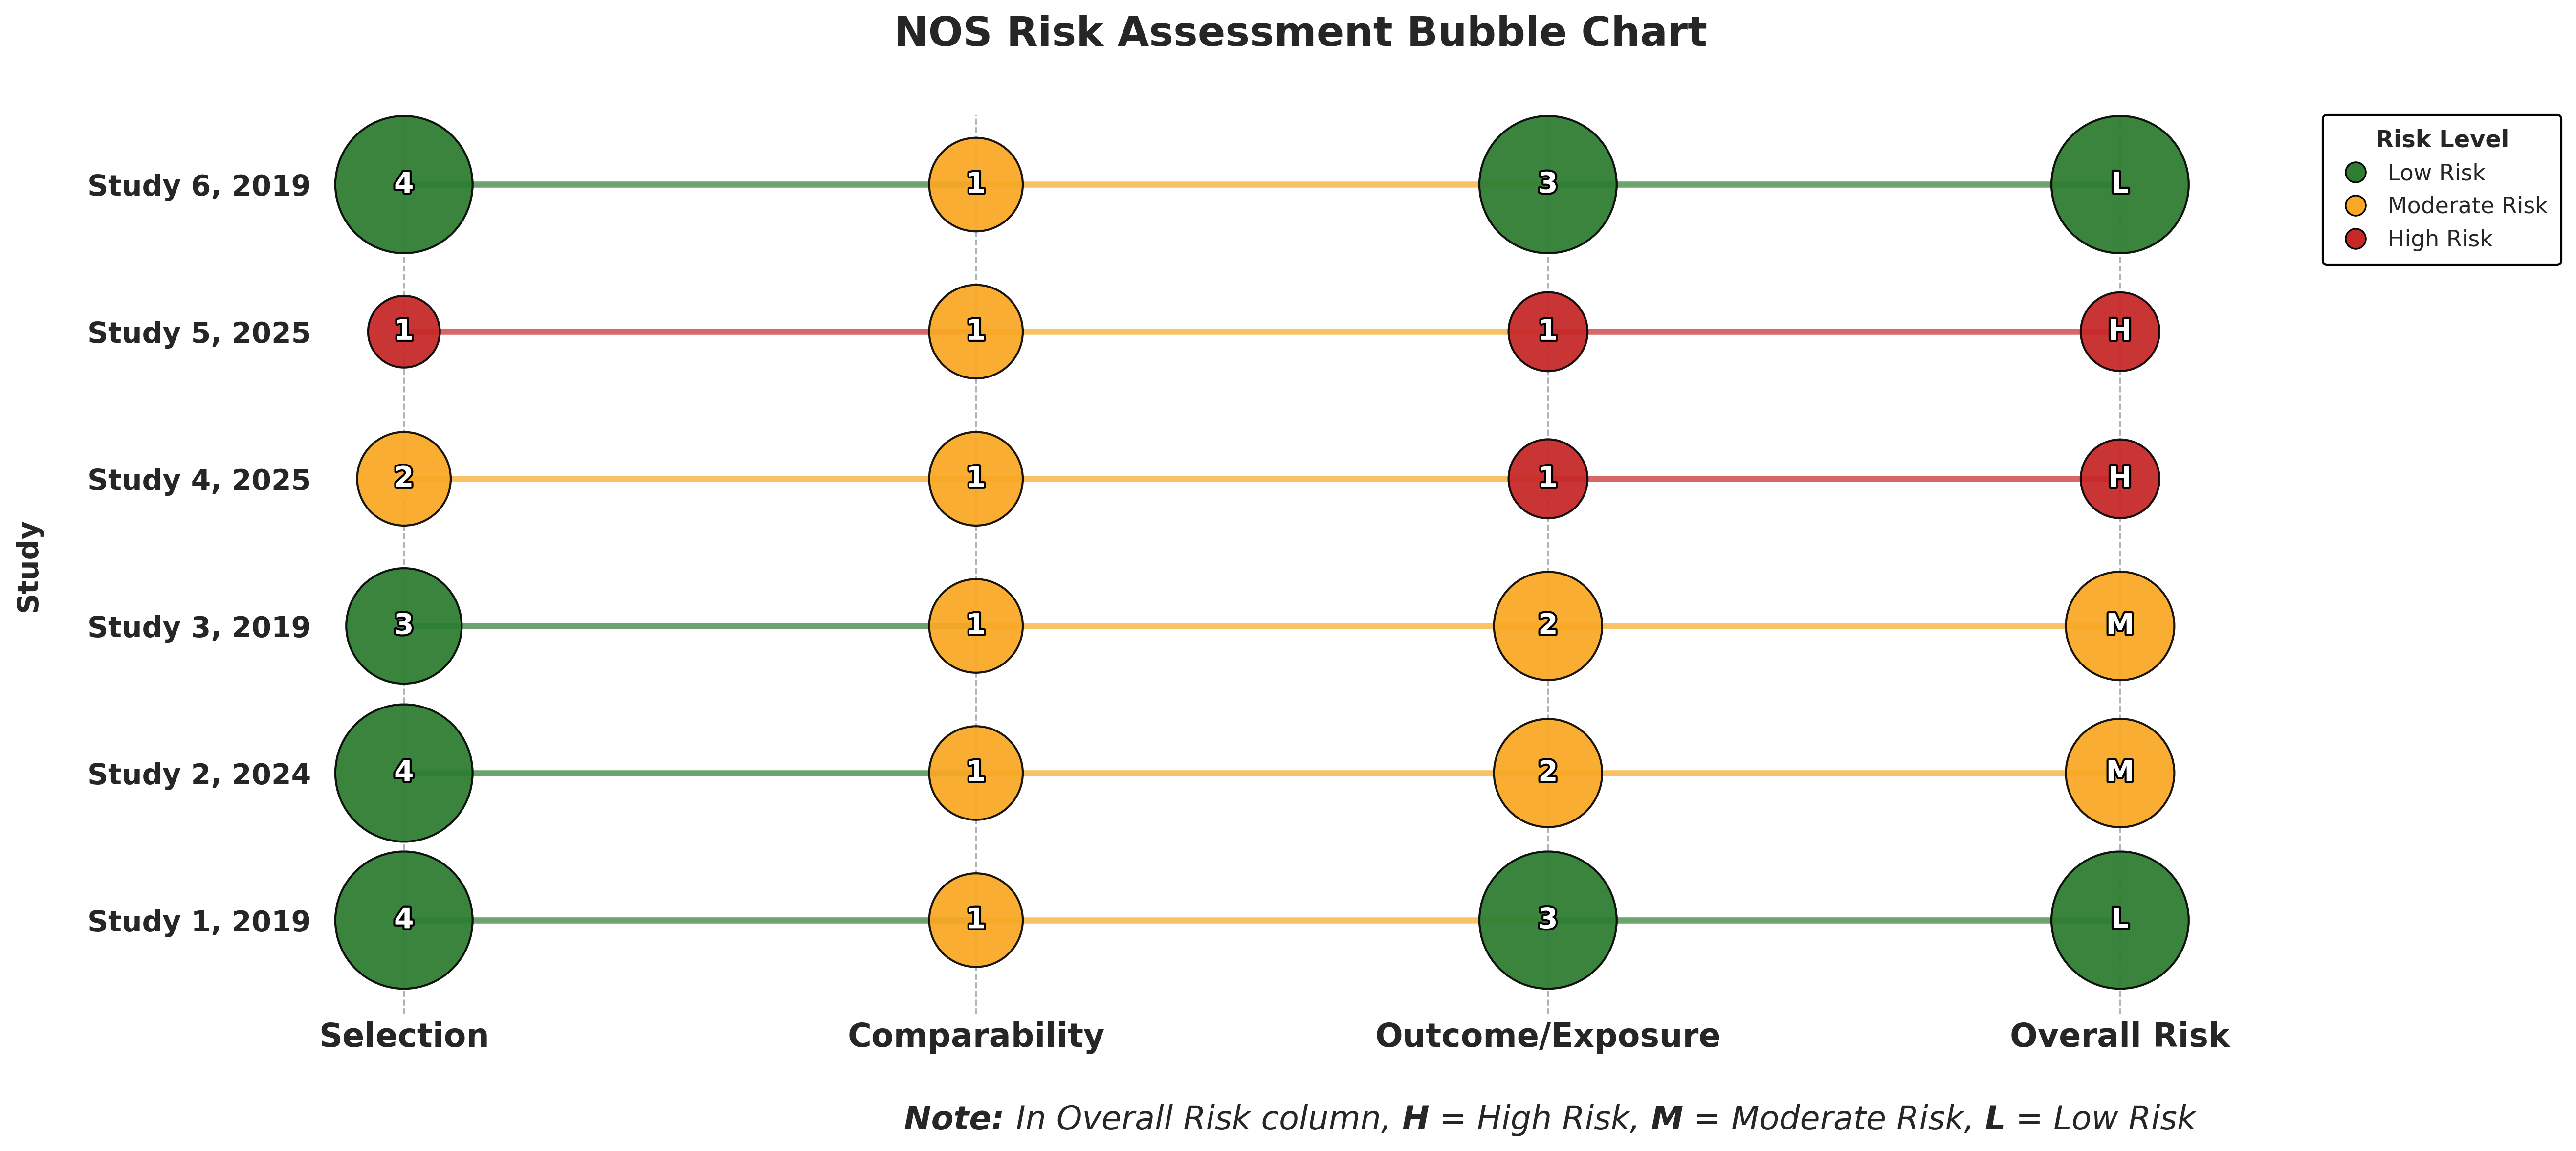 NOS Risk Assessment Bubble Chart
Risk Level
Low Risk
Moderate Risk
High Risk
Study
Study 6, 2019 4 1 3 L
Study 5, 2025 1 1 1 H
Study 4, 2025 2 1 1 H
Study 3, 2019 3 1 2 M
Study 2, 2024 4 1 2 M
Study 1, 2019 4 1 3 L
Selection Comparability Outcome/Exposure Overall Risk
Note: In Overall Risk column, H = High Risk, M = Moderate Risk, L = Low Risk